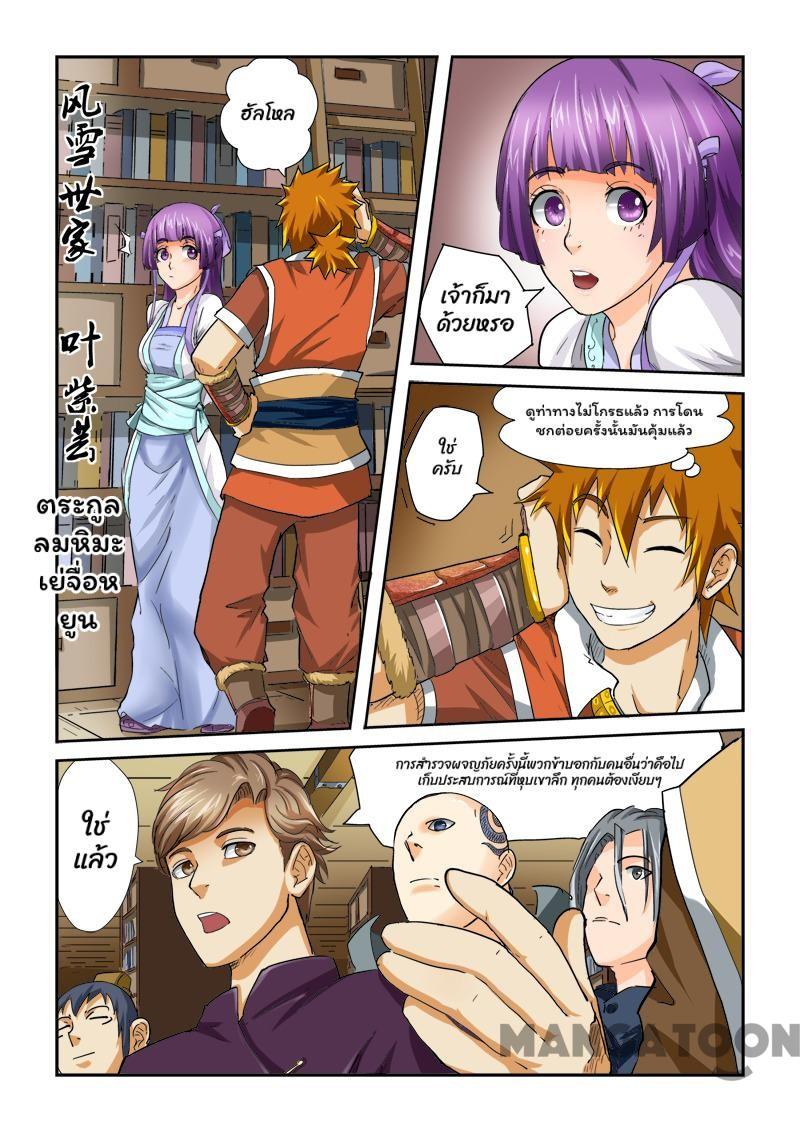 风雪世家
叶紫芸
ตระกูล
ลมหิมะ
เย่จื่อห
ยูน
ฮัลโหล
เจ้าก็มา
ด้วยหรอ
ดูท่าทางไม่โกรธแล้ว การโดน
ชกต่อยครั้งนั้นมันคุ้มแล้ว
ใช่
ครับ
การสำรวจผจญภัยครั้งนี้พวกข้าบอกกับคนอื่นว่าคือไป
เก็บประสบการณ์ที่หุบเขาลึก ทุกคนต้องเงียบๆ
ใช่
แล้ว
MANGATOON